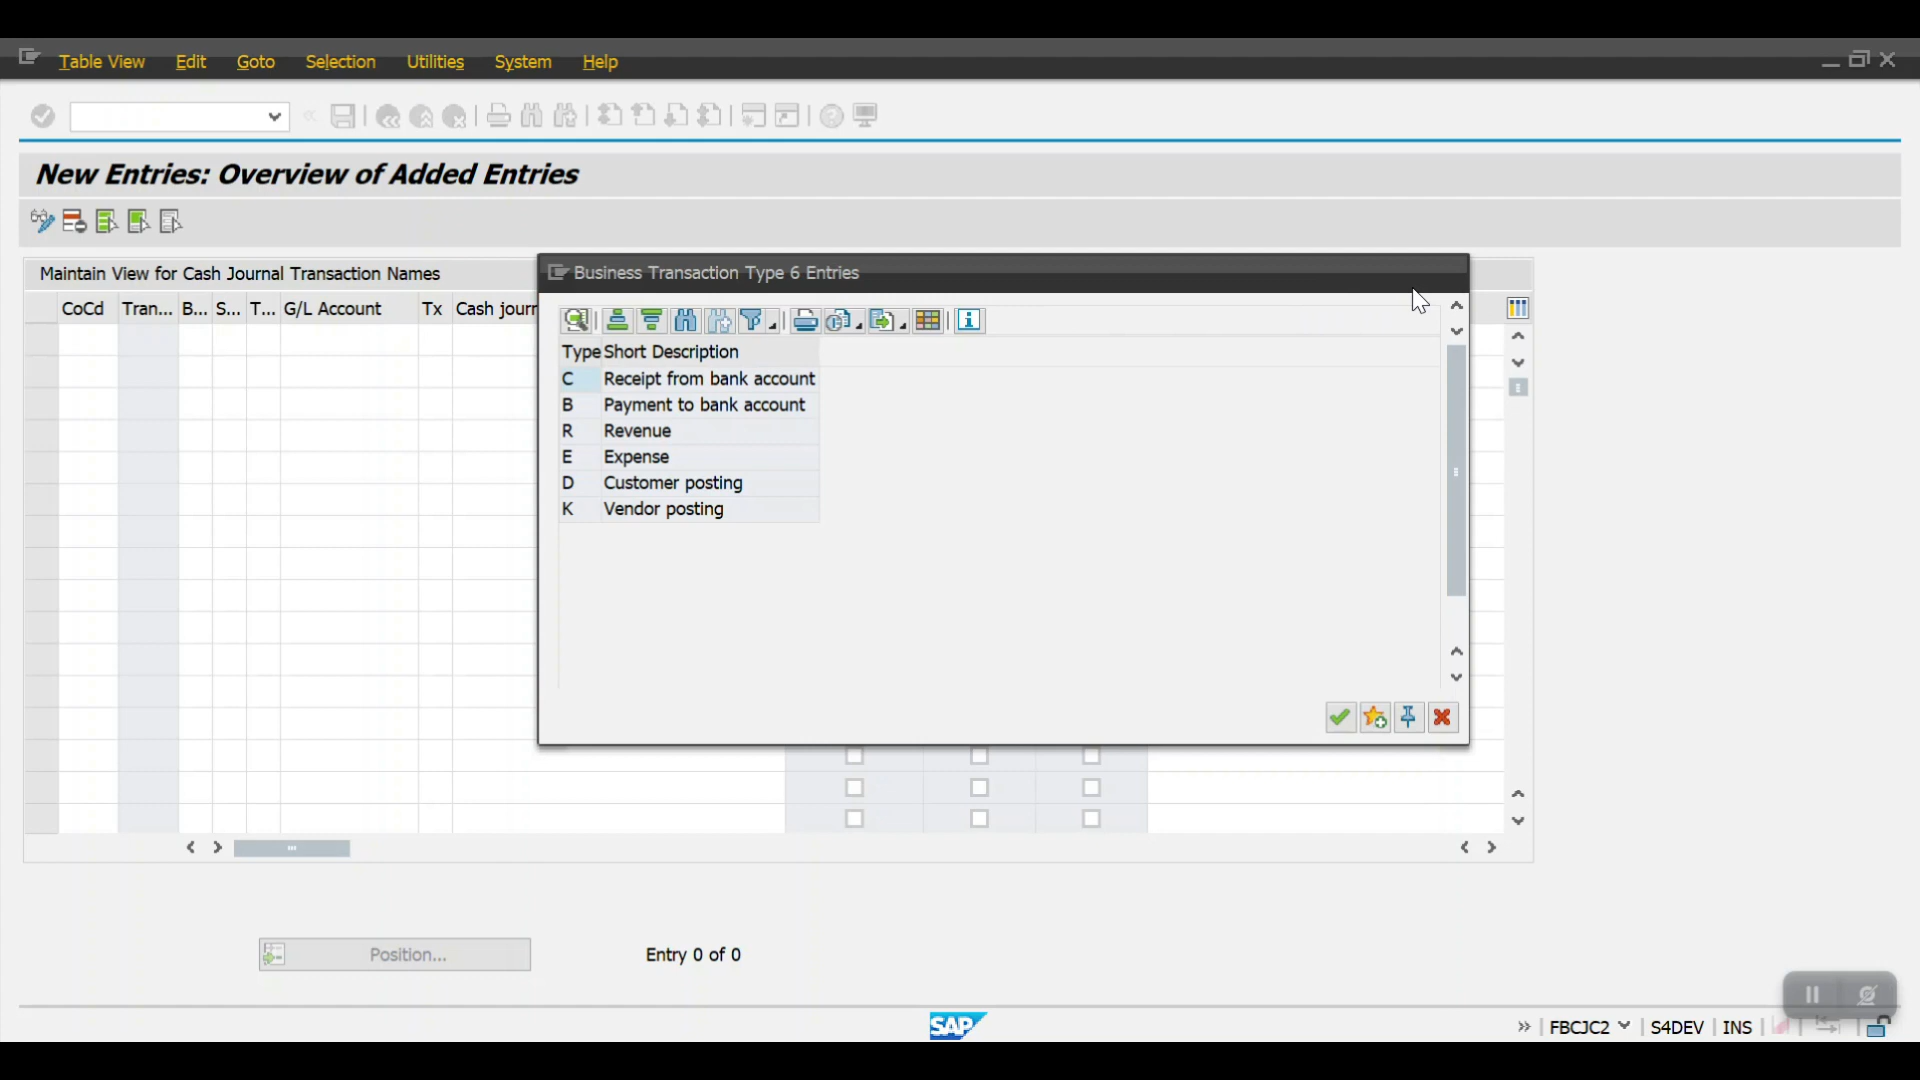 Table View Edit Goto Selection Utilities System Help
New Entries: Overview of Added Entries
Maintain View for Cash Journal Transaction Names
CoCd Tran... B... S... T... G/L Account Tx Cash journ
Business Transaction Type 6 Entries
Type Short Description
C Receipt from bank account
B Payment to bank account
R Revenue
E Expense
D Customer posting
K Vendor posting
Position... Entry 0 of 0
SAP
FBCJC2 S4DEV INS